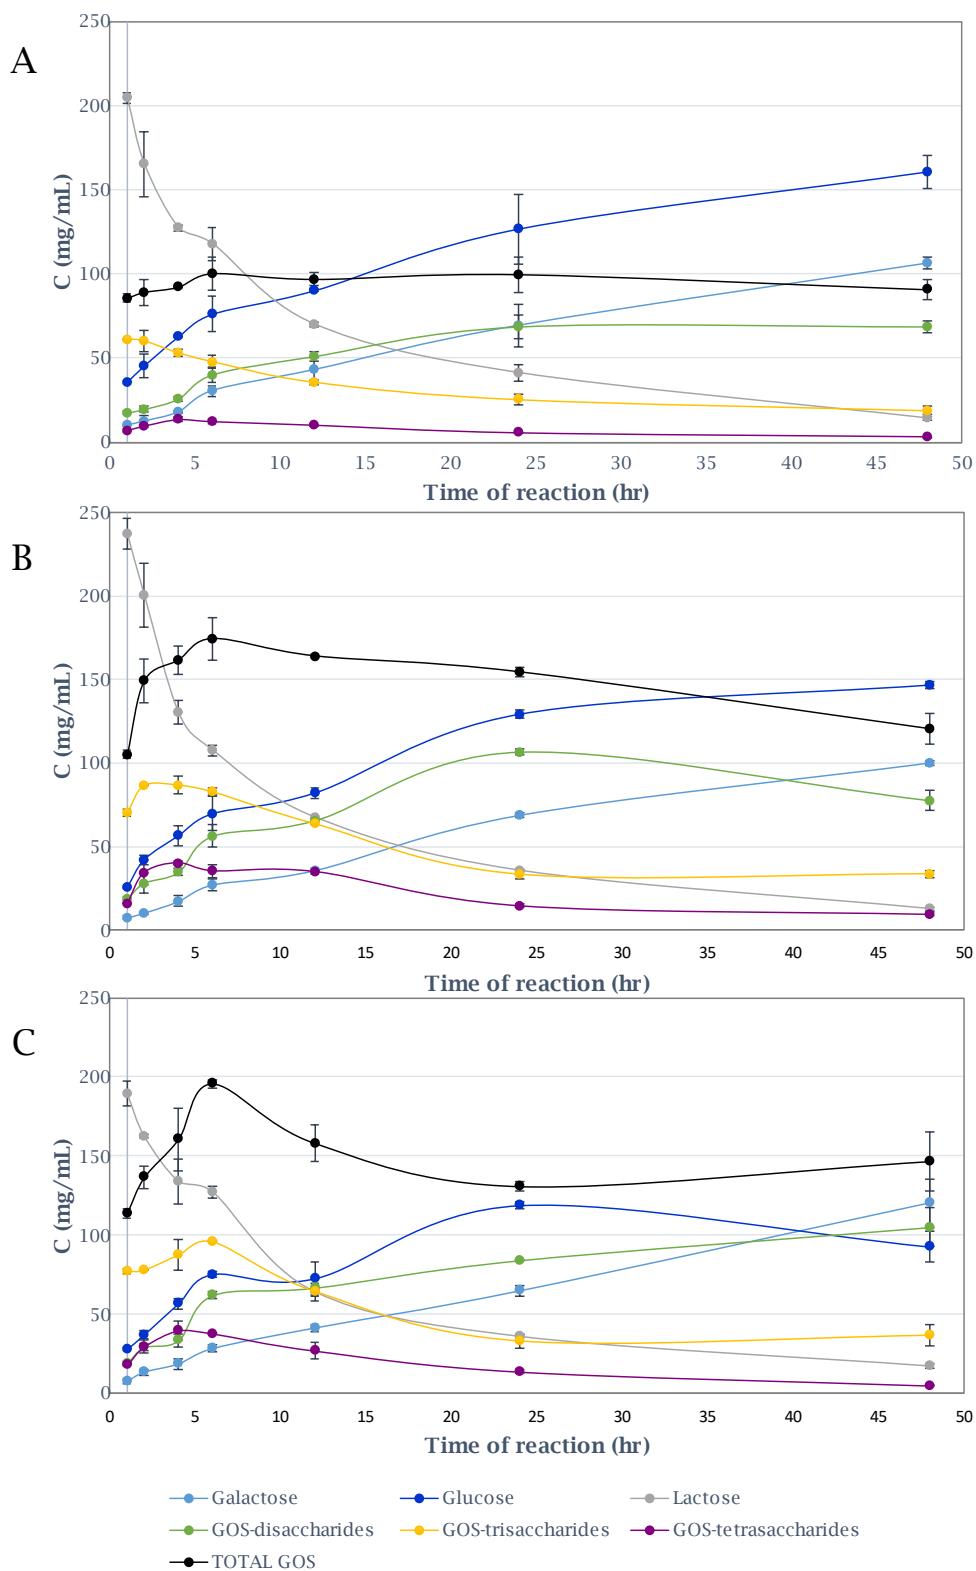 A
C (mg/mL)
250
200
150
100
50
0
0 5 10 15 20 25 30 35 40 45 50
Time of reaction (hr)
B
C (mg/mL)
250
200
150
100
50
0
0 5 10 15 20 25 30 35 40 45 50
Time of reaction (hr)
C
C (mg/mL)
250
200
150
100
50
0
0 5 10 15 20 25 30 35 40 45 50
Time of reaction (hr)
Galactose Glucose Lactose
GOS-disaccharides GOS-trisaccharides GOS-tetrasaccharides
TOTAL GOS